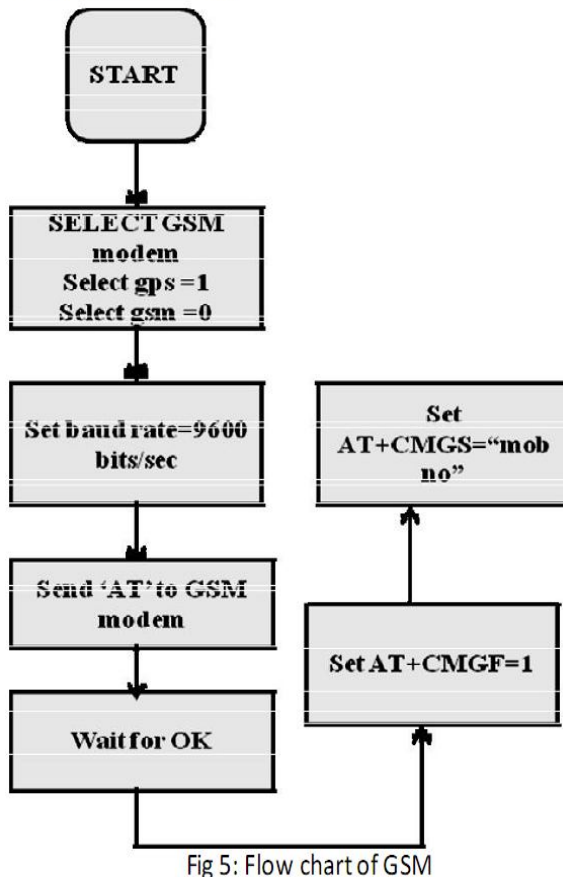 START
SELECT GSM
modem
Select gps =1
Select gsm =0
Set baud rate=9600
bits/sec
Send ‘AT’ to GSM
modem
Wait for OK
Set AT+CMGF=1
Set
AT+CMGS=“mob
no”
Fig 5: Flow chart of GSM